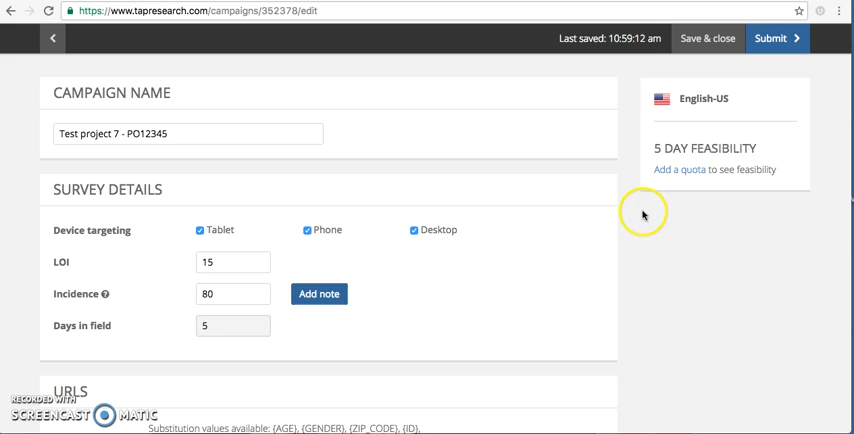 https://www.tapresearch.com/campaigns/352378/edit
Last saved: 10:59:12 am
Save & close
Submit
CAMPAIGN NAME
Test project 7 - PO12345
English-US
5 DAY FEASIBILITY
Add a quota to see feasibility
SURVEY DETAILS
Device targeting
Tablet
Phone
Desktop
LOI
15
Incidence
80
Add note
Days in field
5
URLS
RECORDED WITH
SCREENCAST MATIC
Substitution values available: {AGE}, {GENDER}, {ZIP_CODE}, {ID},